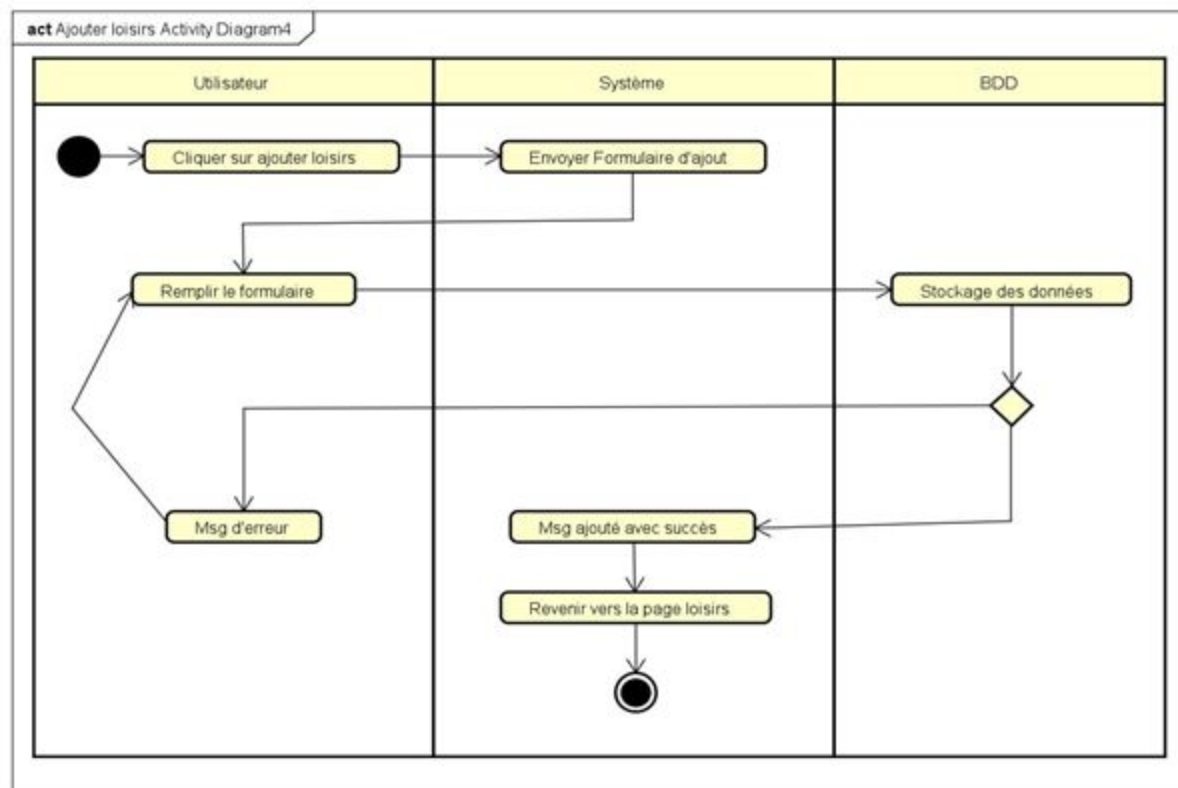 act Ajouter loisirs Activity Diagram4
Utilisateur
Système
BDD
Cliquer sur ajouter loisirs
Envoyer Formulaire d'ajout
Remplir le formulaire
Stockage des données
Msg d'erreur
Msg ajouté avec succès
Revenir vers la page loisirs